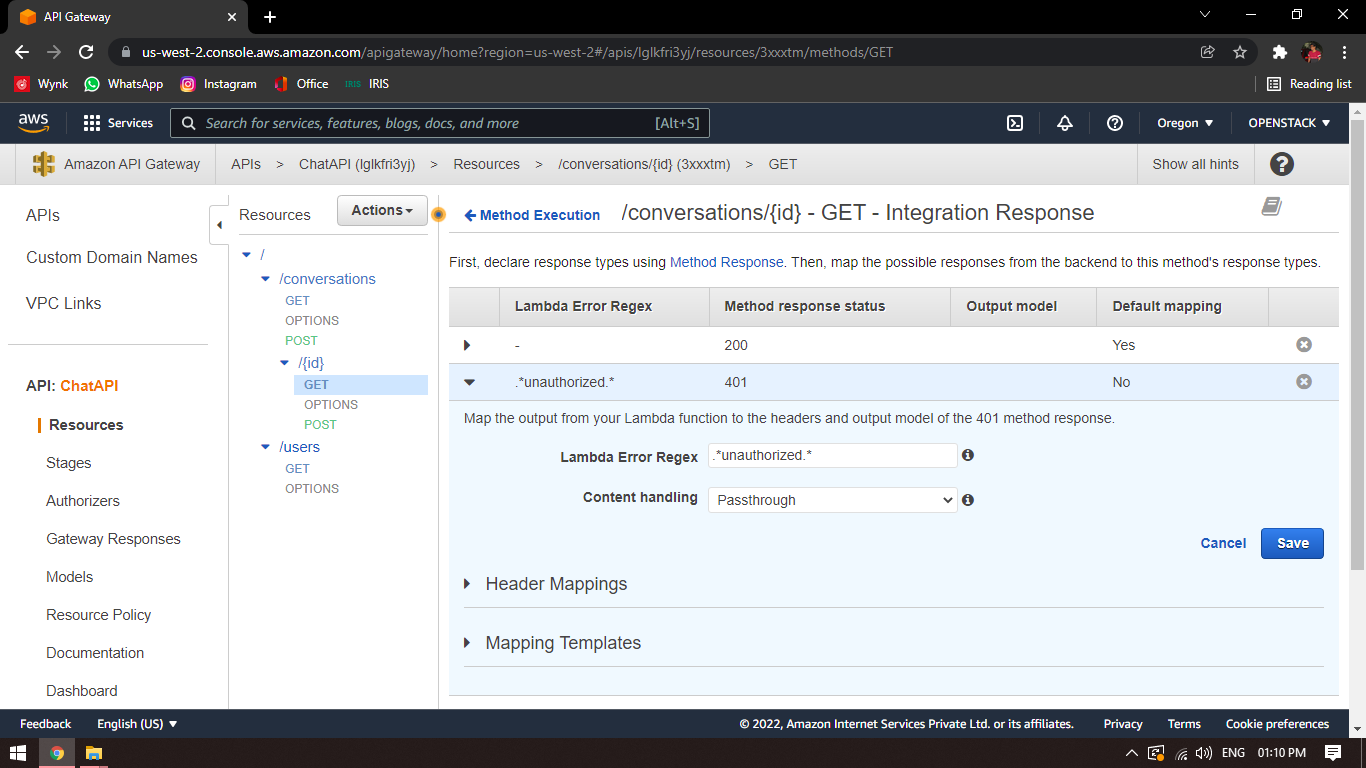 API Gateway
us-west-2.console.aws.amazon.com/apigateway/home?region=us-west-2#/apis/lglkfri3yj/resources/3xxxtm/methods/GET
Wynk WhatsApp Instagram Office IRIS IRIS Reading list
aws Services Search for services, features, blogs, docs, and more [Alt+S] Oregon OPENSTACK
Amazon API Gateway APIs > ChatAPI (lglkfri3yj) > Resources > /conversations/{id} (3xxxtm) > GET Show all hints
APIs
Custom Domain Names
VPC Links
API: ChatAPI
Resources
Stages
Authorizers
Gateway Responses
Models
Resource Policy
Documentation
Dashboard
Resources Actions
/
/conversations
GET
OPTIONS
POST
/{id}
GET
OPTIONS
POST
/users
GET
OPTIONS
Method Execution /conversations/{id} - GET - Integration Response
First, declare response types using Method Response. Then, map the possible responses from the backend to this method's response types.
Lambda Error Regex Method response status Output model Default mapping
- 200 Yes
.*unauthorized.* 401 No
Map the output from your Lambda function to the headers and output model of the 401 method response.
Lambda Error Regex .*unauthorized.*
Content handling Passthrough
Cancel Save
Header Mappings
Mapping Templates
Feedback English (US) © 2022, Amazon Internet Services Private Ltd. or its affiliates. Privacy Terms Cookie preferences
ENG 01:10 PM